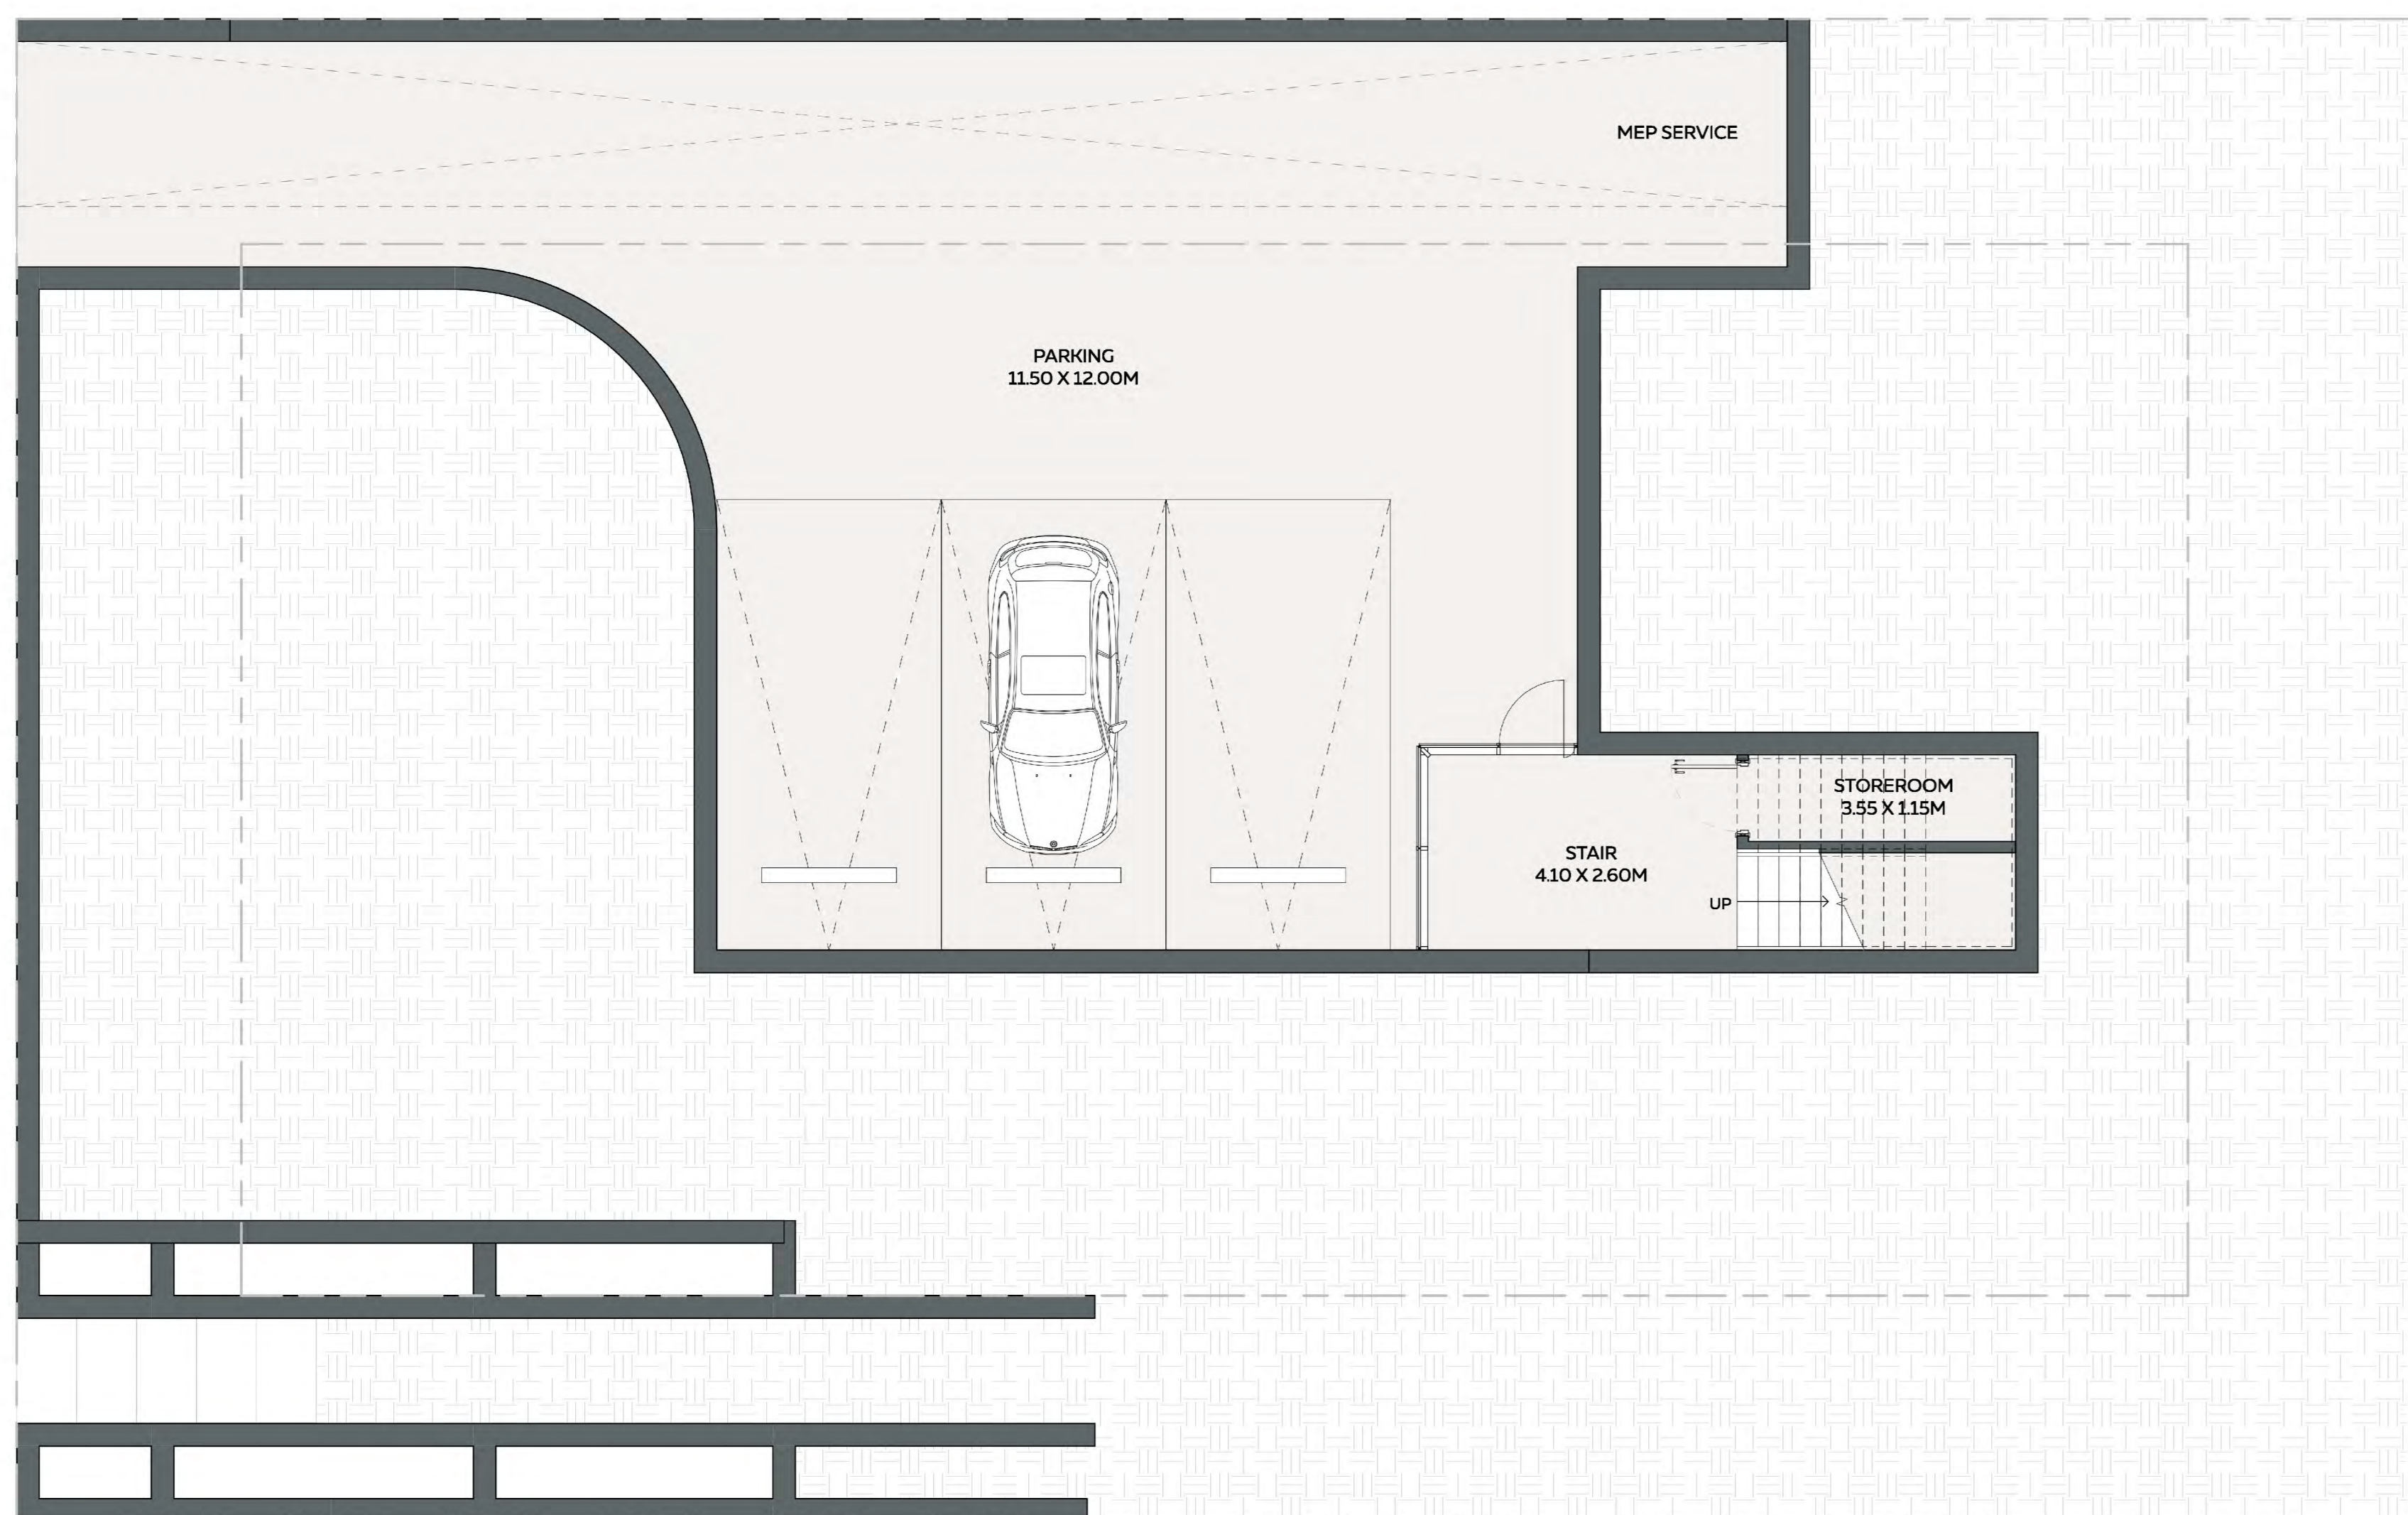 MEP SERVICE
PARKING
11.50 X 12.00M
STOREROOM
3.55 X 1.15M
STAIR
4.10 X 2.60M
UP